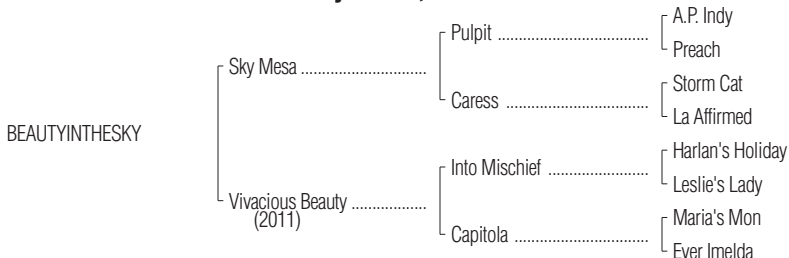 A.P. Indy
Pulpit ........................................
Preach
Sky Mesa .................................
Storm Cat
Caress ......................................
La Affirmed
BEAUTYINTHESKY
Harlan's Holiday
Into Mischief ...........................
Leslie's Lady
Vivacious Beauty ....................
(2011)
Maria's Mon
Capitola ....................................
Ever Imelda